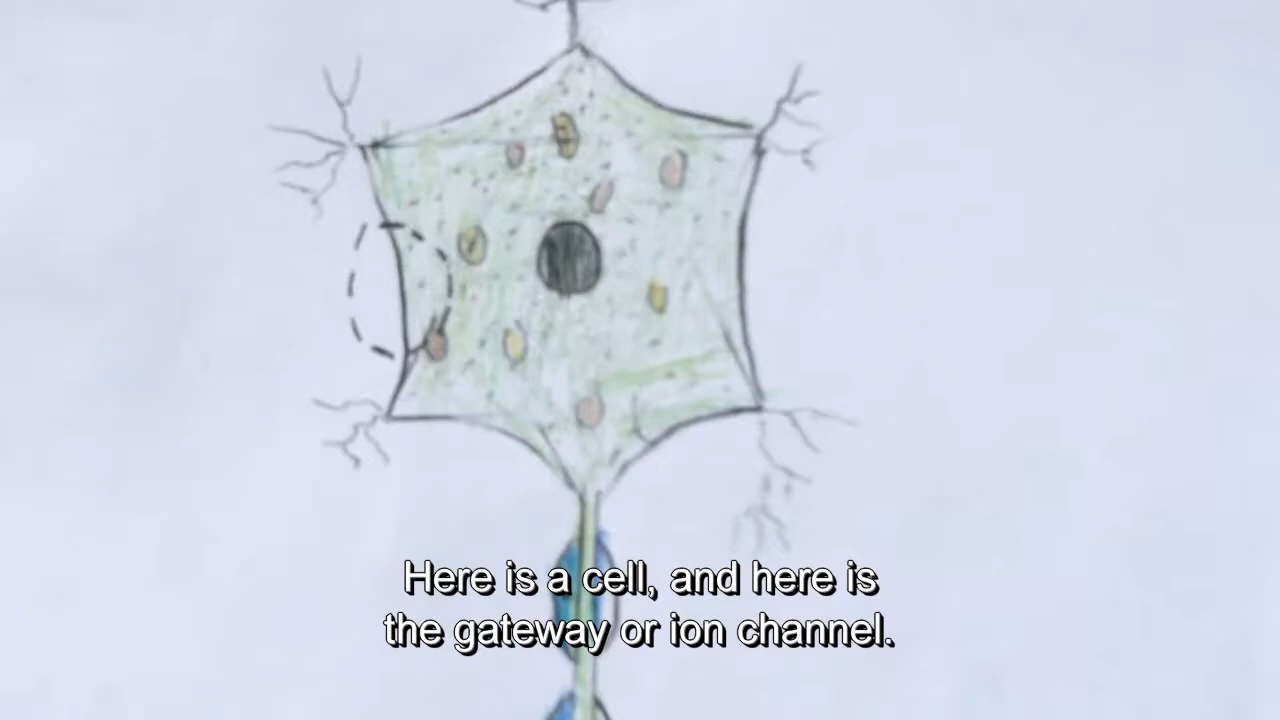 Here is a cell, and here is
the gateway or ion channel.